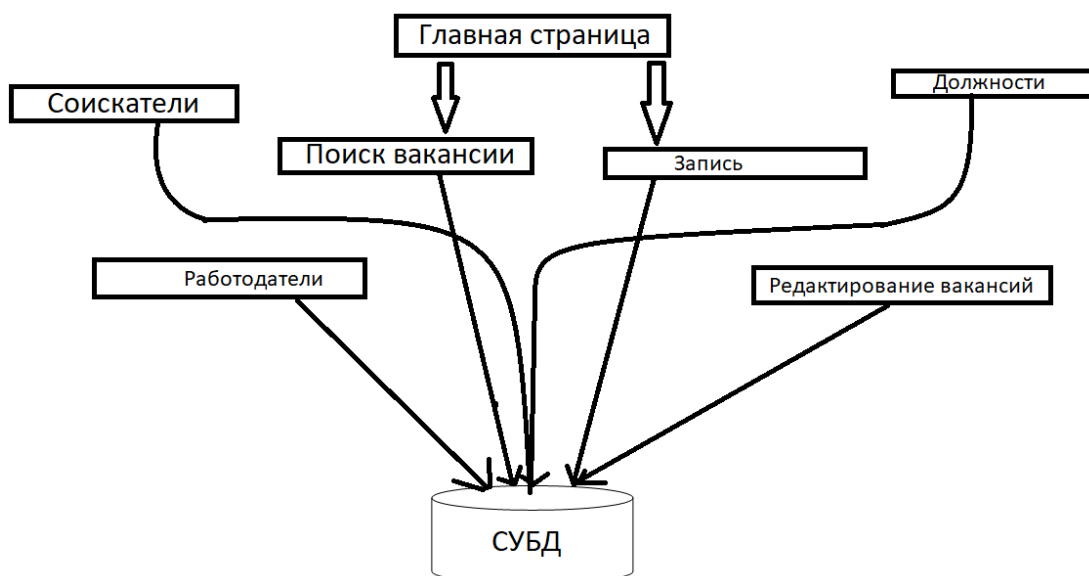 Главная страница
Соискатели
Должности
Поиск вакансии
Запись
Работодатели
Редактирование вакансий
СУБД